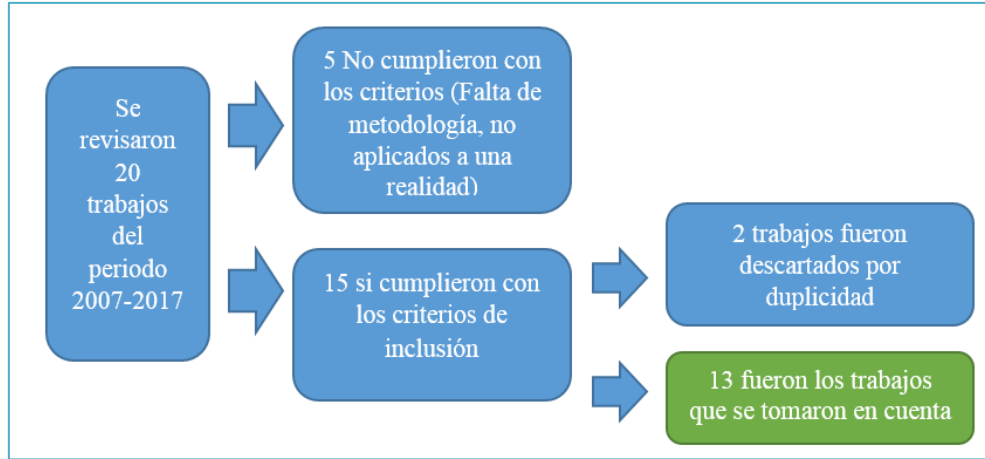 Se
revisaron
20
trabajos
del
periodo
2007-2017
5 No cumplieron con
los criterios (Falta de
metodología, no
aplicados a una
realidad)
15 si cumplieron con
los criterios de
inclusión
2 trabajos fueron
descartados por
duplicidad
13 fueron los trabajos
que se tomaron en cuenta